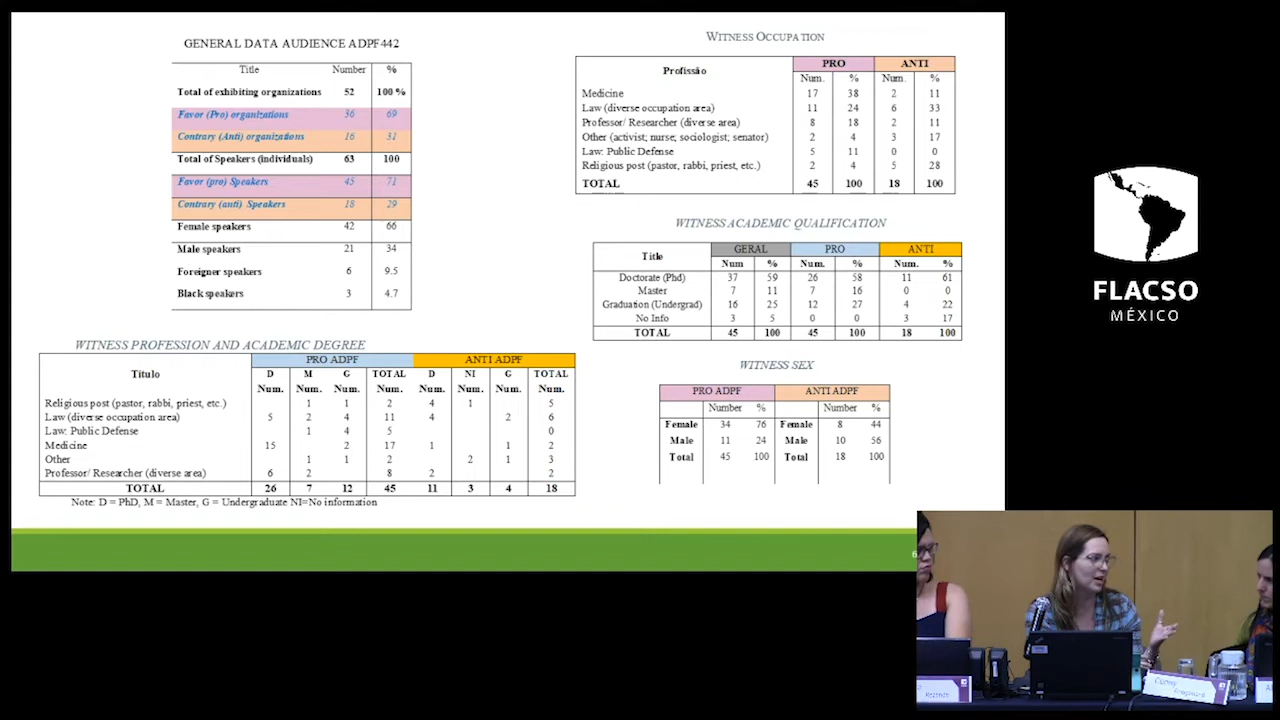 GENERAL DATA AUDIENCE ADPF442
Title Number %
Total of exhibiting organizations 52 100 %
Favor (Pro) organizations 36 69
Contrary (Anti) organizations 16 31
Total of Speakers (individuals) 63 100
Favor (pro) Speakers 45 71
Contrary (anti) Speakers 18 29
Female speakers 42 66
Male speakers 21 34
Foreigner speakers 6 9.5
Black speakers 3 4.7
WITNESS OCCUPATION
Profissão PRO ANTI
Num. % Num. %
Medicine 17 38 2 11
Law (diverse occupation area) 11 24 6 33
Professor/ Researcher (diverse area) 8 18 2 11
Other (activist; nurse; sociologist; senator) 2 4 3 17
Law: Public Defense 5 11 0 0
Religious post (pastor, rabbi, priest, etc.) 2 4 5 28
TOTAL 45 100 18 100
WITNESS ACADEMIC QUALIFICATION
Title GERAL PRO ANTI
Num % Num. % Num. %
Doctorate (Phd) 37 59 26 58 11 61
Master 7 11 7 16 0 0
Graduation (Undergrad) 16 25 12 27 4 22
No Info 3 5 0 0 3 17
TOTAL 45 100 45 100 18 100
WITNESS PROFESSION AND ACADEMIC DEGREE
Título PRO ADPF ANTI ADPF
D M G TOTAL D NI G TOTAL
Num. Num. Num. Num. Num. Num. Num. Num.
Religious post (pastor, rabbi, priest, etc.) 1 1 2 4 1 5
Law (diverse occupation area) 5 2 4 11 4 2 6
Law: Public Defense 1 4 5 0
Medicine 15 2 17 1 1 2
Other 1 1 2 2 1 3
Professor/ Researcher (diverse area) 6 2 8 2 2
TOTAL 26 7 12 45 11 3 4 18
Note: D = PhD, M = Master, G = Undergraduate NI=No information
WITNESS SEX
PRO ADPF ANTI ADPF
Number % Number %
Female 34 76 Female 8 44
Male 11 24 Male 10 56
Total 45 100 Total 18 100
6
FLACSO
MÉXICO
Rezende